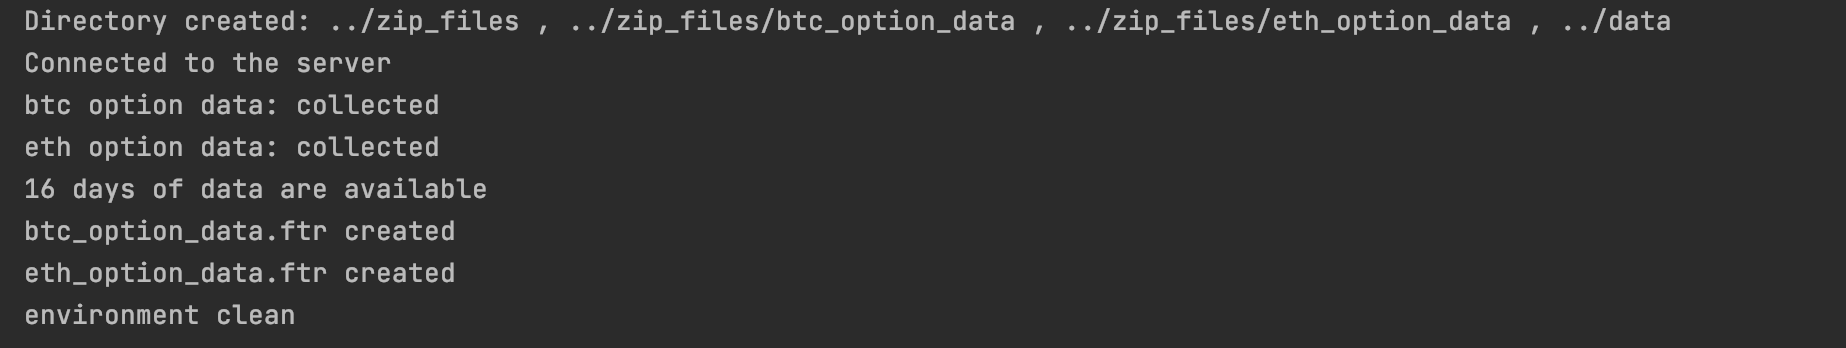 Directory created: ../zip_files , ../zip_files/btc_option_data , ../zip_files/eth_option_data , ../data
Connected to the server
btc option data: collected
eth option data: collected
16 days of data are available
btc_option_data.ftr created
eth_option_data.ftr created
environment clean